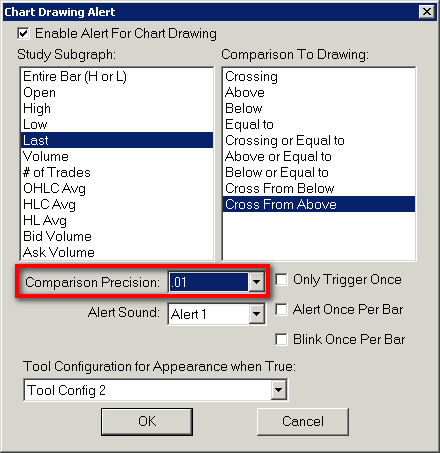 Chart Drawing Alert
Enable Alert For Chart Drawing
Study Subgraph:
Entire Bar (H or L)
Open
High
Low
Last
Volume
# of Trades
OHLC Avg
HLC Avg
HL Avg
Bid Volume
Ask Volume
Comparison To Drawing:
Crossing
Above
Below
Equal to
Crossing or Equal to
Above or Equal to
Below or Equal to
Cross From Below
Cross From Above
Comparison Precision: .01
Only Trigger Once
Alert Sound: Alert 1
Alert Once Per Bar
Blink Once Per Bar
Tool Configuration for Appearance when True:
Tool Config 2
OK
Cancel